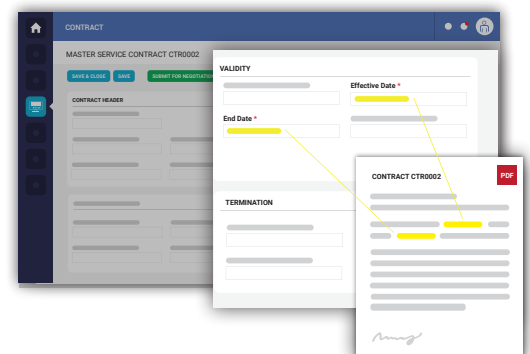 CONTRACT
MASTER SERVICE CONTRACT CTR0002
SAVE & CLOSE SAVE SUBMIT FOR NEGOTIATION
CONTRACT HEADER
VALIDITY
Effective Date *
End Date *
TERMINATION
CONTRACT CTR0002
PDF